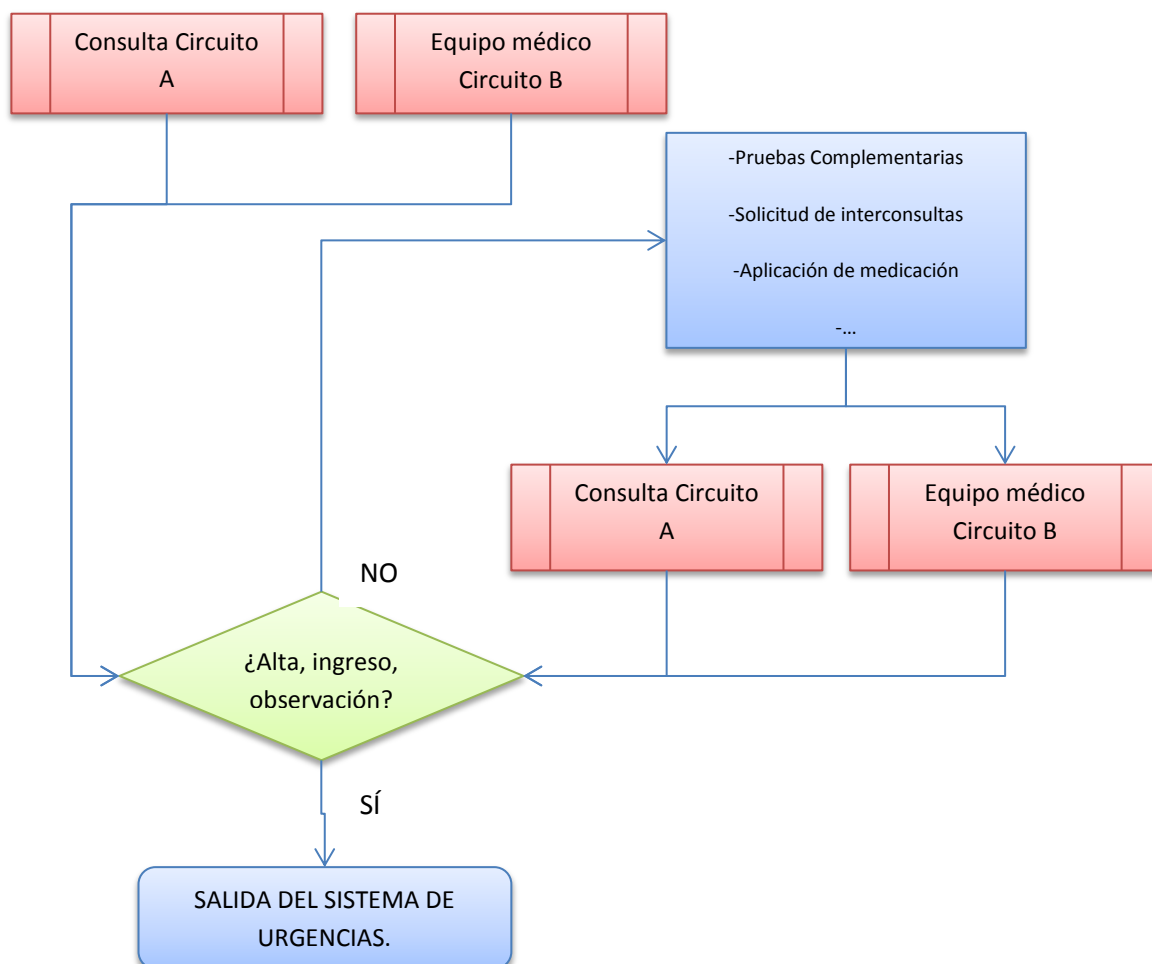 Consulta Circuito
A
Equipo médico
Circuito B
-Pruebas Complementarias
-Solicitud de interconsultas
-Aplicación de medicación
-...
Consulta Circuito
A
Equipo médico
Circuito B
NO
¿Alta, ingreso,
observación?
SÍ
SALIDA DEL SISTEMA DE
URGENCIAS.